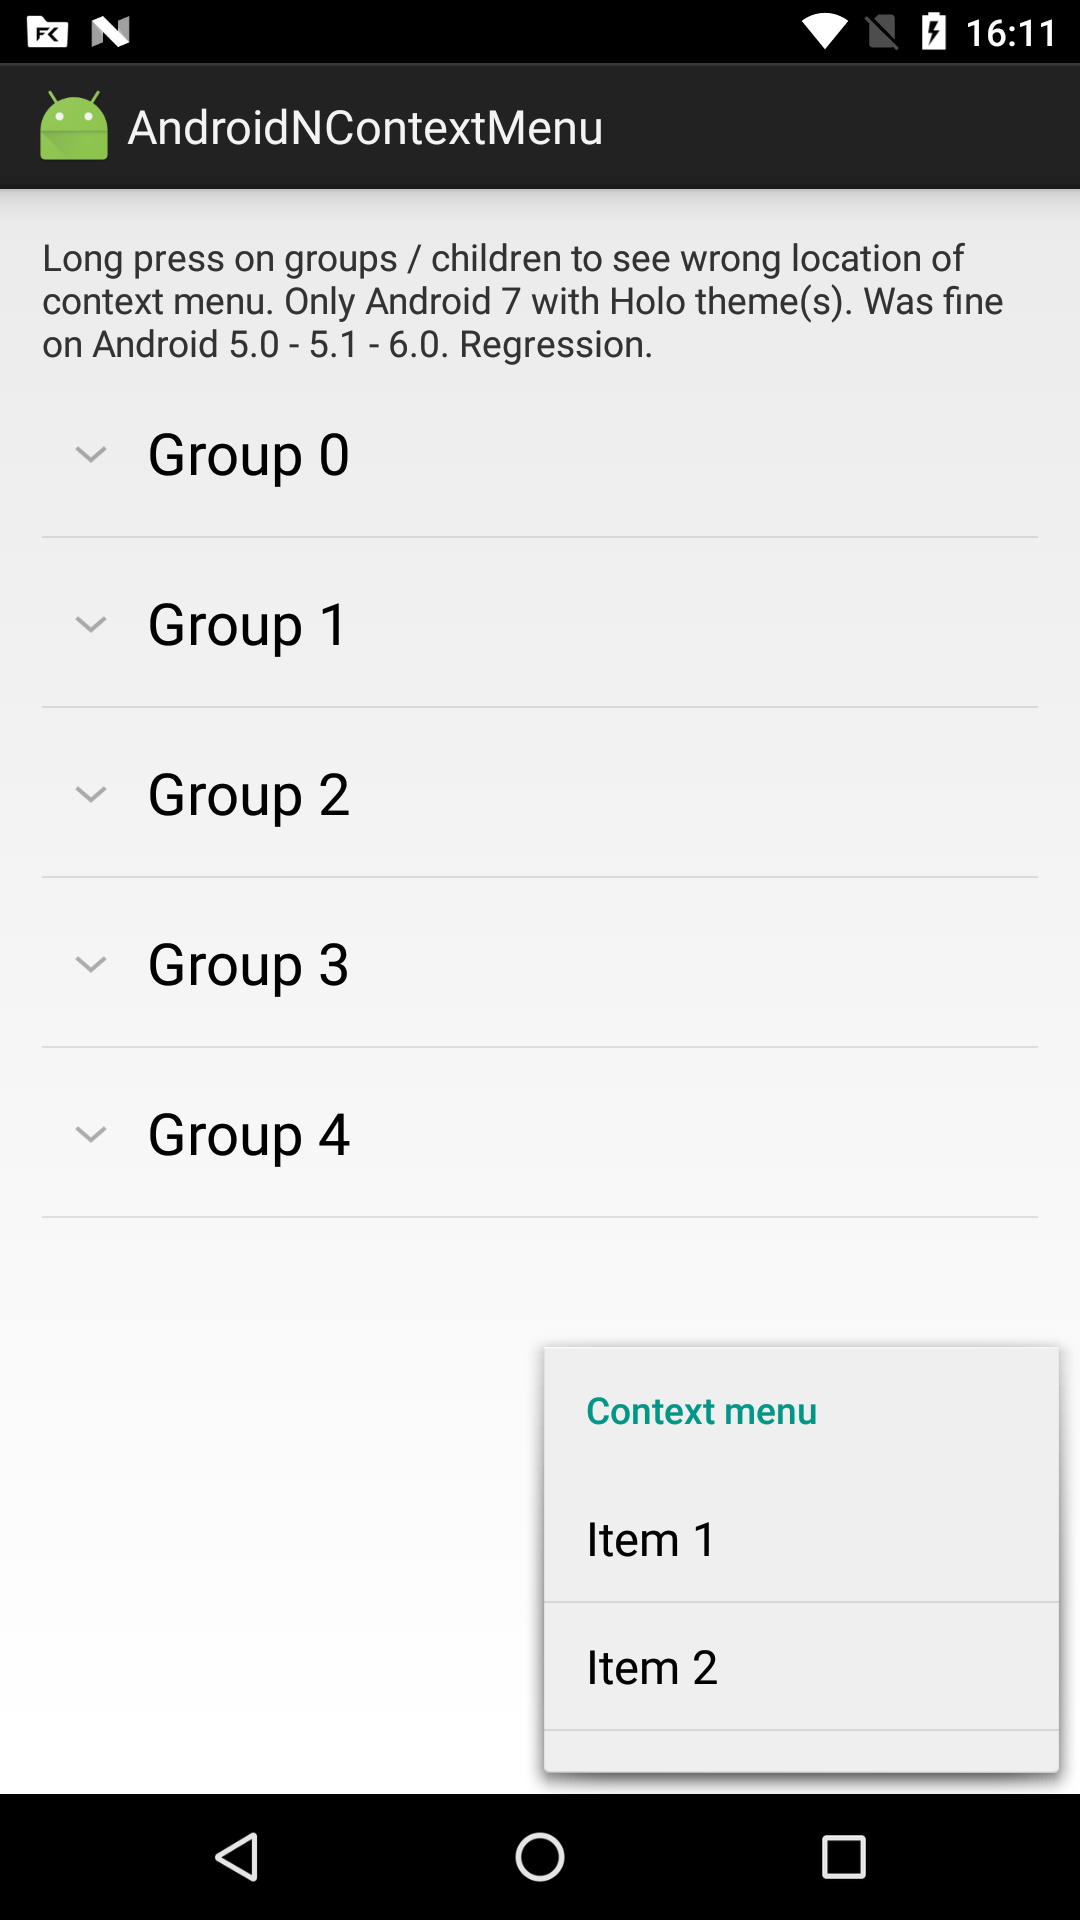 FK
16:11
AndroidNContextMenu
Long press on groups / children to see wrong location of
context menu. Only Android 7 with Holo theme(s). Was fine
on Android 5.0 - 5.1 - 6.0. Regression.
Group 0
Group 1
Group 2
Group 3
Group 4
Context menu
Item 1
Item 2